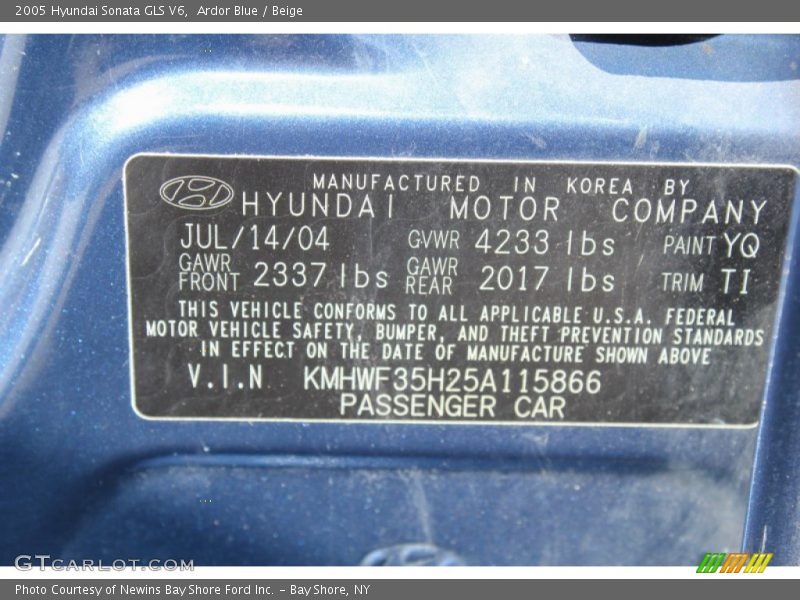 2005 Hyundai Sonata GLS V6, Ardor Blue / Beige
MANUFACTURED IN KOREA BY
HYUNDAI MOTOR COMPANY
JUL/14/04 GVWR 4233 lbs PAINT YQ
GAWR FRONT 2337 lbs GAWR REAR 2017 lbs TRIM TI
THIS VEHICLE CONFORMS TO ALL APPLICABLE U.S.A. FEDERAL
MOTOR VEHICLE SAFETY, BUMPER, AND THEFT PREVENTION STANDARDS
IN EFFECT ON THE DATE OF MANUFACTURE SHOWN ABOVE
V.I.N KMHWF35H25A115866
PASSENGER CAR
GTCARLOT.COM
Photo Courtesy of Newins Bay Shore Ford Inc. - Bay Shore, NY